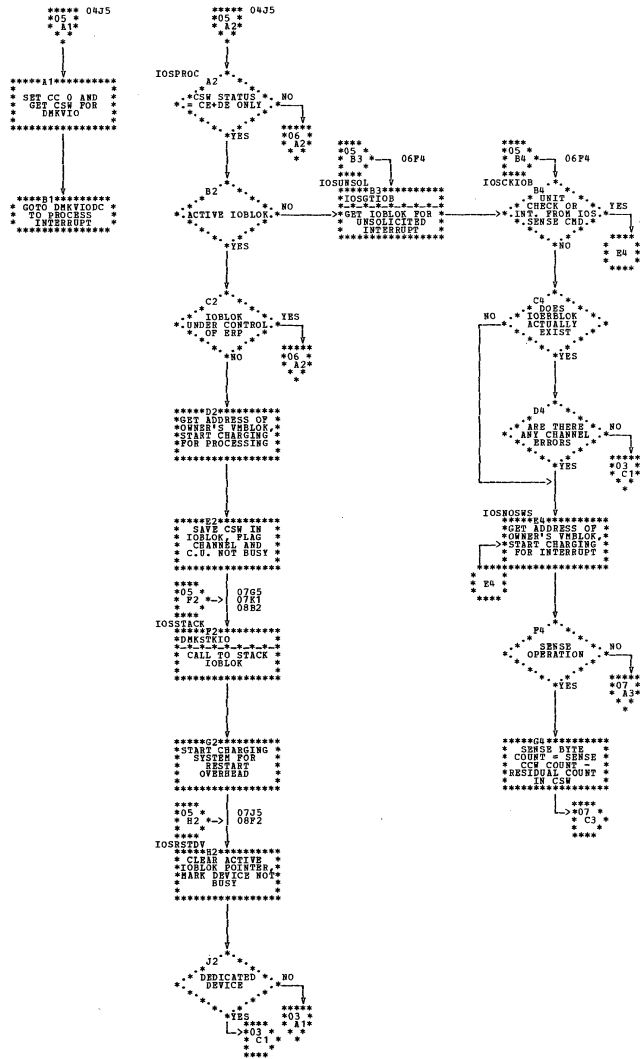 04J5
05
A1
04J5
05
A2
A1
SET CC 0 AND
GET CSW FOR
DMKVIO
B1
GOTO DMKVIODC
TO PROCESS
INTERRUPT
IOSPROC
A2
CSW STATUS
= CE+DE ONLY
NO
06
A2
YES
B2
ACTIVE IOBLOK
NO
YES
C2
IOBLOK
UNDER CONTROL
OF ERP
YES
06
A2
NO
D2
GET ADDRESS OF
OWNER'S VMBLOK,
START CHARGING
FOR PROCESSING
E2
SAVE CSW IN
IOBLOK, FLAG
CHANNEL AND
C.U. NOT BUSY
05
F2
07G5
07K1
08B2
IOSSTACK
F2
DMKSTKIO
CALL TO STACK
IOBLOK
G2
START CHARGING
SYSTEM FOR
RESTART
OVERHEAD
05
H2
07J5
08F2
IOSRSTDV
H2
CLEAR ACTIVE
IOBLOK POINTER,
MARK DEVICE NOT
BUSY
J2
DEDICATED
DEVICE
NO
03
A1
YES
03
C1
05
B3
06F4
IOSUNSOL
B3
IOSGTIOB
GET IOBLOK FOR
UNSOLICITED
INTERRUPT
05
B4
06F4
IOSCKIOB
B4
UNIT
CHECK OR
INT. FROM IOS
SENSE CMD.
YES
E4
NO
C4
DOES
IOERBLOK
ACTUALLY
EXIST
NO
YES
D4
ARE THERE
ANY CHANNEL
ERRORS
NO
03
C1
YES
IOSNOSWS
E4
GET ADDRESS OF
OWNER'S VMBLOK,
START CHARGING
FOR INTERRUPT
E4
F4
SENSE
OPERATION
NO
07
A3
YES
G4
SENSE BYTE
COUNT = SENSE
CCW COUNT -
RESIDUAL COUNT
IN CSW
07
C3